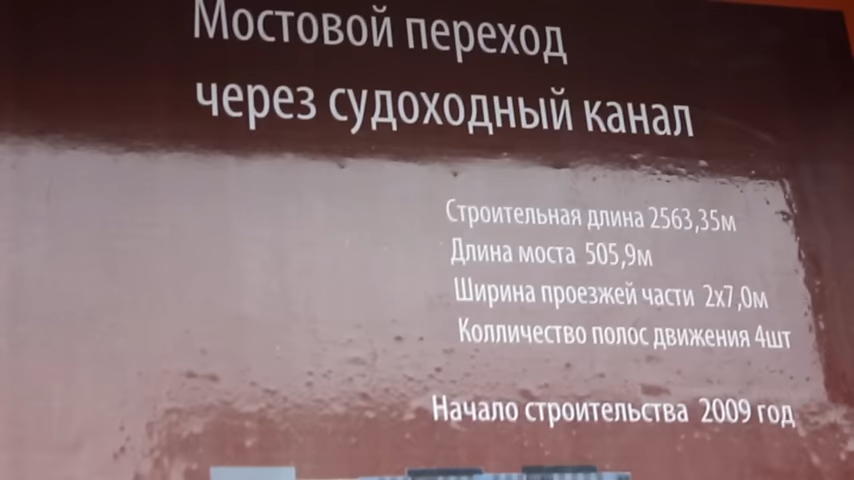 Мостовой переход
через судоходный канал
Строительная длина 2563,35м
Длина моста 505,9м
Ширина проезжей части 2х7,0м
Колличество полос движения 4шт
Начало строительства 2009 год